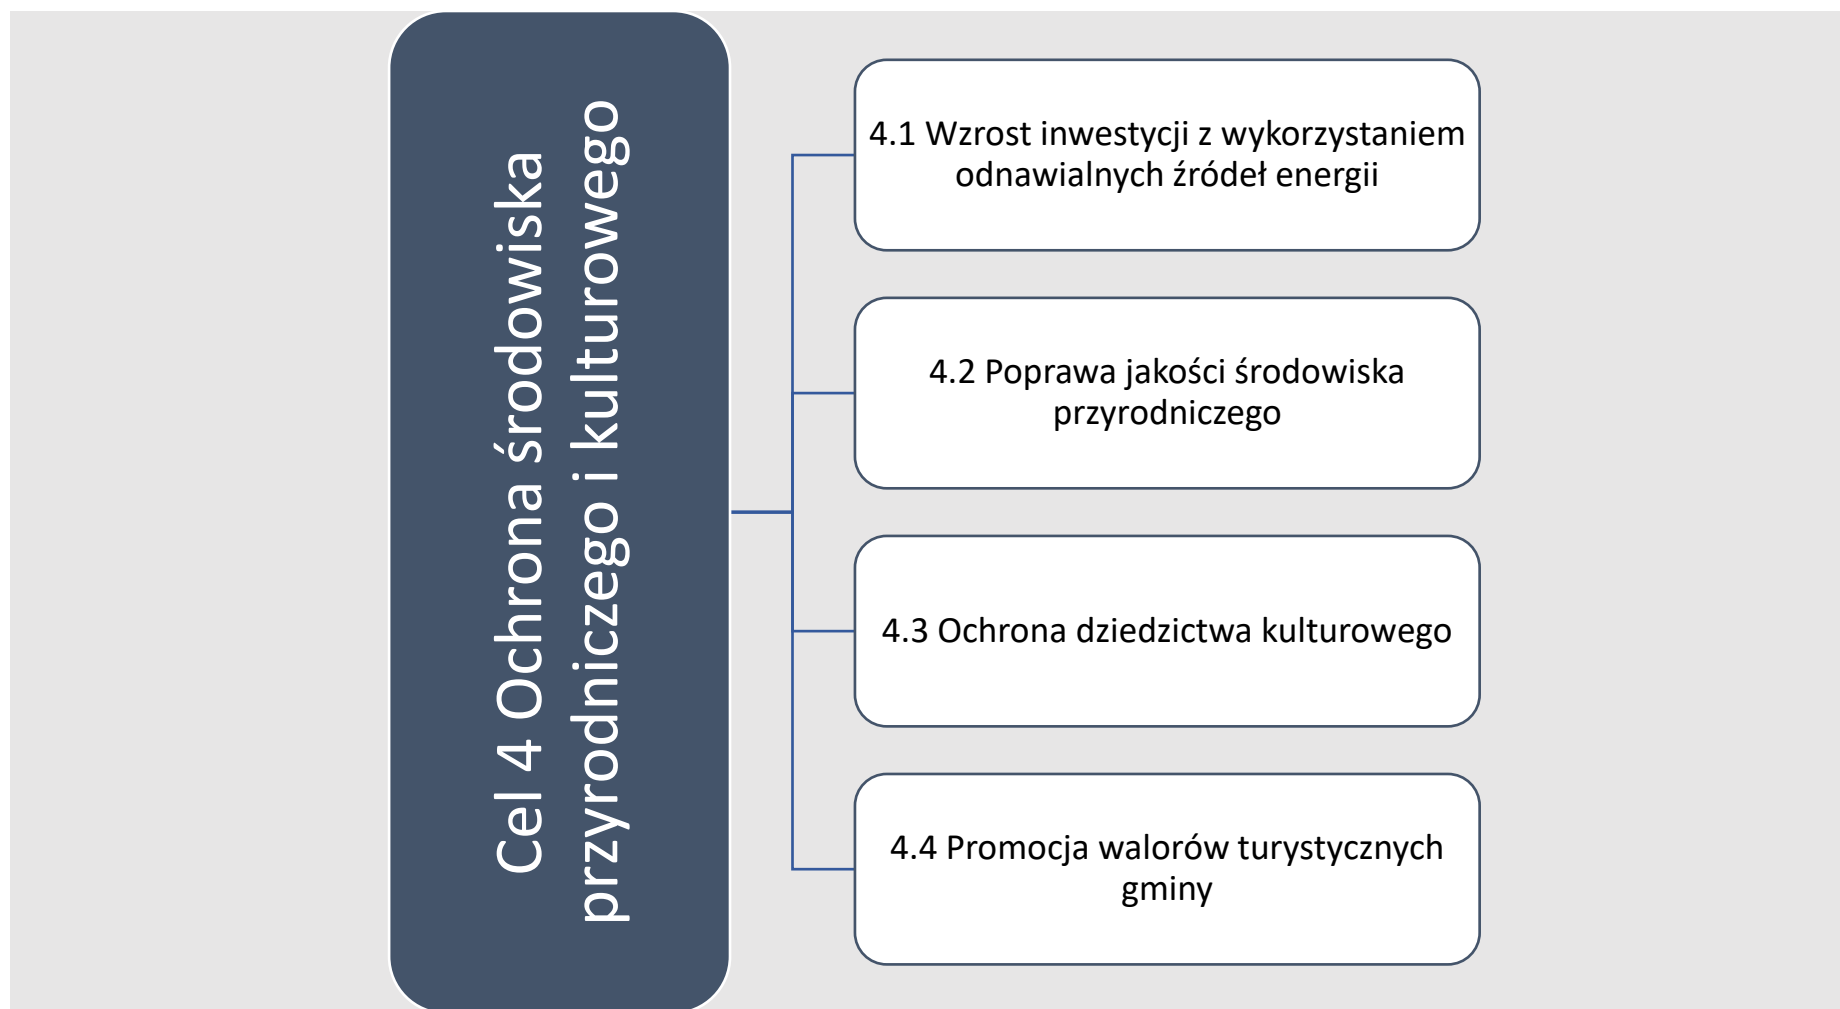 Cel 4 Ochrona środowiska
przyrodniczego i kulturowego
4.1 Wzrost inwestycji z wykorzystaniem
odnawialnych źródeł energii
4.2 Poprawa jakości środowiska
przyrodniczego
4.3 Ochrona dziedzictwa kulturowego
4.4 Promocja walorów turystycznych
gminy